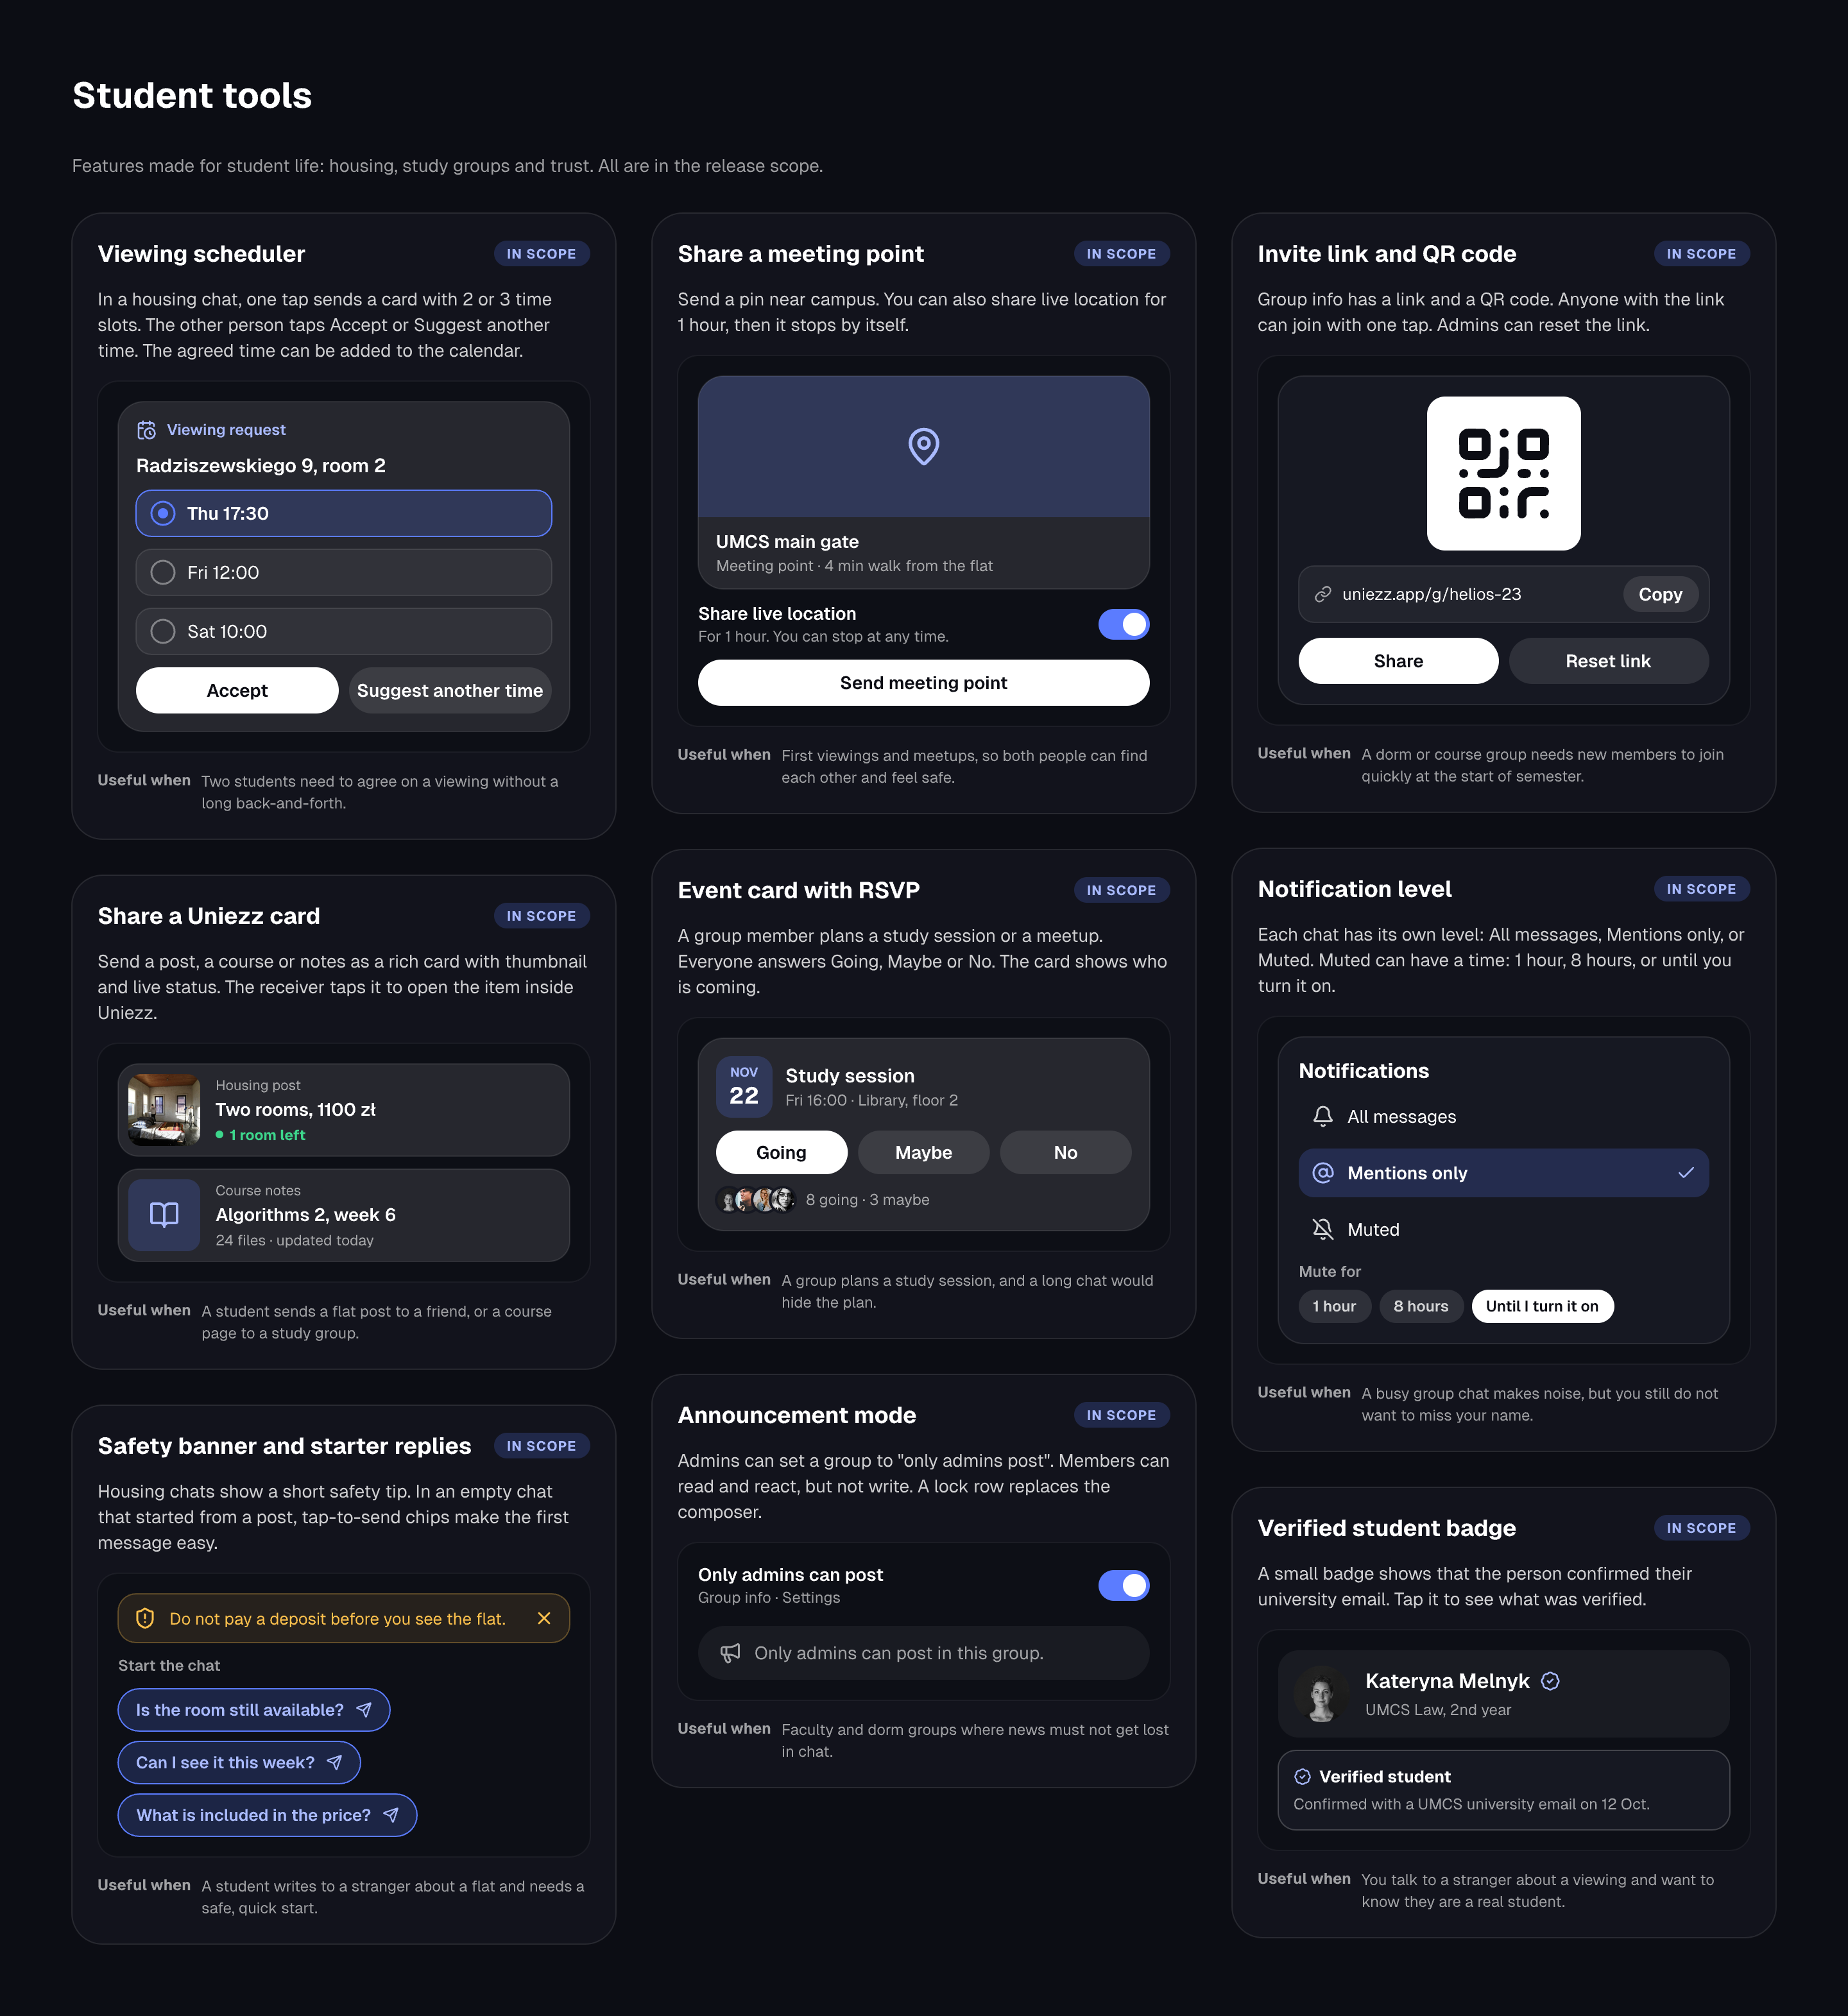 Student tools
Features made for student life: housing, study groups and trust. All are in the release scope.
Viewing scheduler
IN SCOPE
In a housing chat, one tap sends a card with 2 or 3 time
slots. The other person taps Accept or Suggest another
time. The agreed time can be added to the calendar.
Viewing request
Radziszewskiego 9, room 2
Thu 17:30
Fri 12:00
Sat 10:00
Accept
Suggest another time
Useful when
Two students need to agree on a viewing without a
long back-and-forth.
Share a Uniezz card
IN SCOPE
Send a post, a course or notes as a rich card with thumbnail
and live status. The receiver taps it to open the item inside
Uniezz.
Housing post
Two rooms, 1100 zł
1 room left
Course notes
Algorithms 2, week 6
24 files · updated today
Useful when
A student sends a flat post to a friend, or a course
page to a study group.
Safety banner and starter replies
IN SCOPE
Housing chats show a short safety tip. In an empty chat
that started from a post, tap-to-send chips make the first
message easy.
Do not pay a deposit before you see the flat.
Start the chat
Is the room still available?
Can I see it this week?
What is included in the price?
Useful when
A student writes to a stranger about a flat and needs a
safe, quick start.
Share a meeting point
IN SCOPE
Send a pin near campus. You can also share live location for
1 hour, then it stops by itself.
UMCS main gate
Meeting point · 4 min walk from the flat
Share live location
For 1 hour. You can stop at any time.
Send meeting point
Useful when
First viewings and meetups, so both people can find
each other and feel safe.
Event card with RSVP
IN SCOPE
A group member plans a study session or a meetup.
Everyone answers Going, Maybe or No. The card shows who
is coming.
NOV
22
Study session
Fri 16:00 · Library, floor 2
Going
Maybe
No
8 going · 3 maybe
Useful when
A group plans a study session, and a long chat would
hide the plan.
Announcement mode
IN SCOPE
Admins can set a group to "only admins post". Members can
read and react, but not write. A lock row replaces the
composer.
Only admins can post
Group info · Settings
Only admins can post in this group.
Useful when
Faculty and dorm groups where news must not get lost
in chat.
Invite link and QR code
IN SCOPE
Group info has a link and a QR code. Anyone with the link
can join with one tap. Admins can reset the link.
uniezz.app/g/helios-23
Copy
Share
Reset link
Useful when
A dorm or course group needs new members to join
quickly at the start of semester.
Notification level
IN SCOPE
Each chat has its own level: All messages, Mentions only, or
Muted. Muted can have a time: 1 hour, 8 hours, or until you
turn it on.
Notifications
All messages
Mentions only
Muted
Mute for
1 hour
8 hours
Until I turn it on
Useful when
A busy group chat makes noise, but you still do not
want to miss your name.
Verified student badge
IN SCOPE
A small badge shows that the person confirmed their
university email. Tap it to see what was verified.
Kateryna Melnyk
UMCS Law, 2nd year
Verified student
Confirmed with a UMCS university email on 12 Oct.
Useful when
You talk to a stranger about a viewing and want to
know they are a real student.